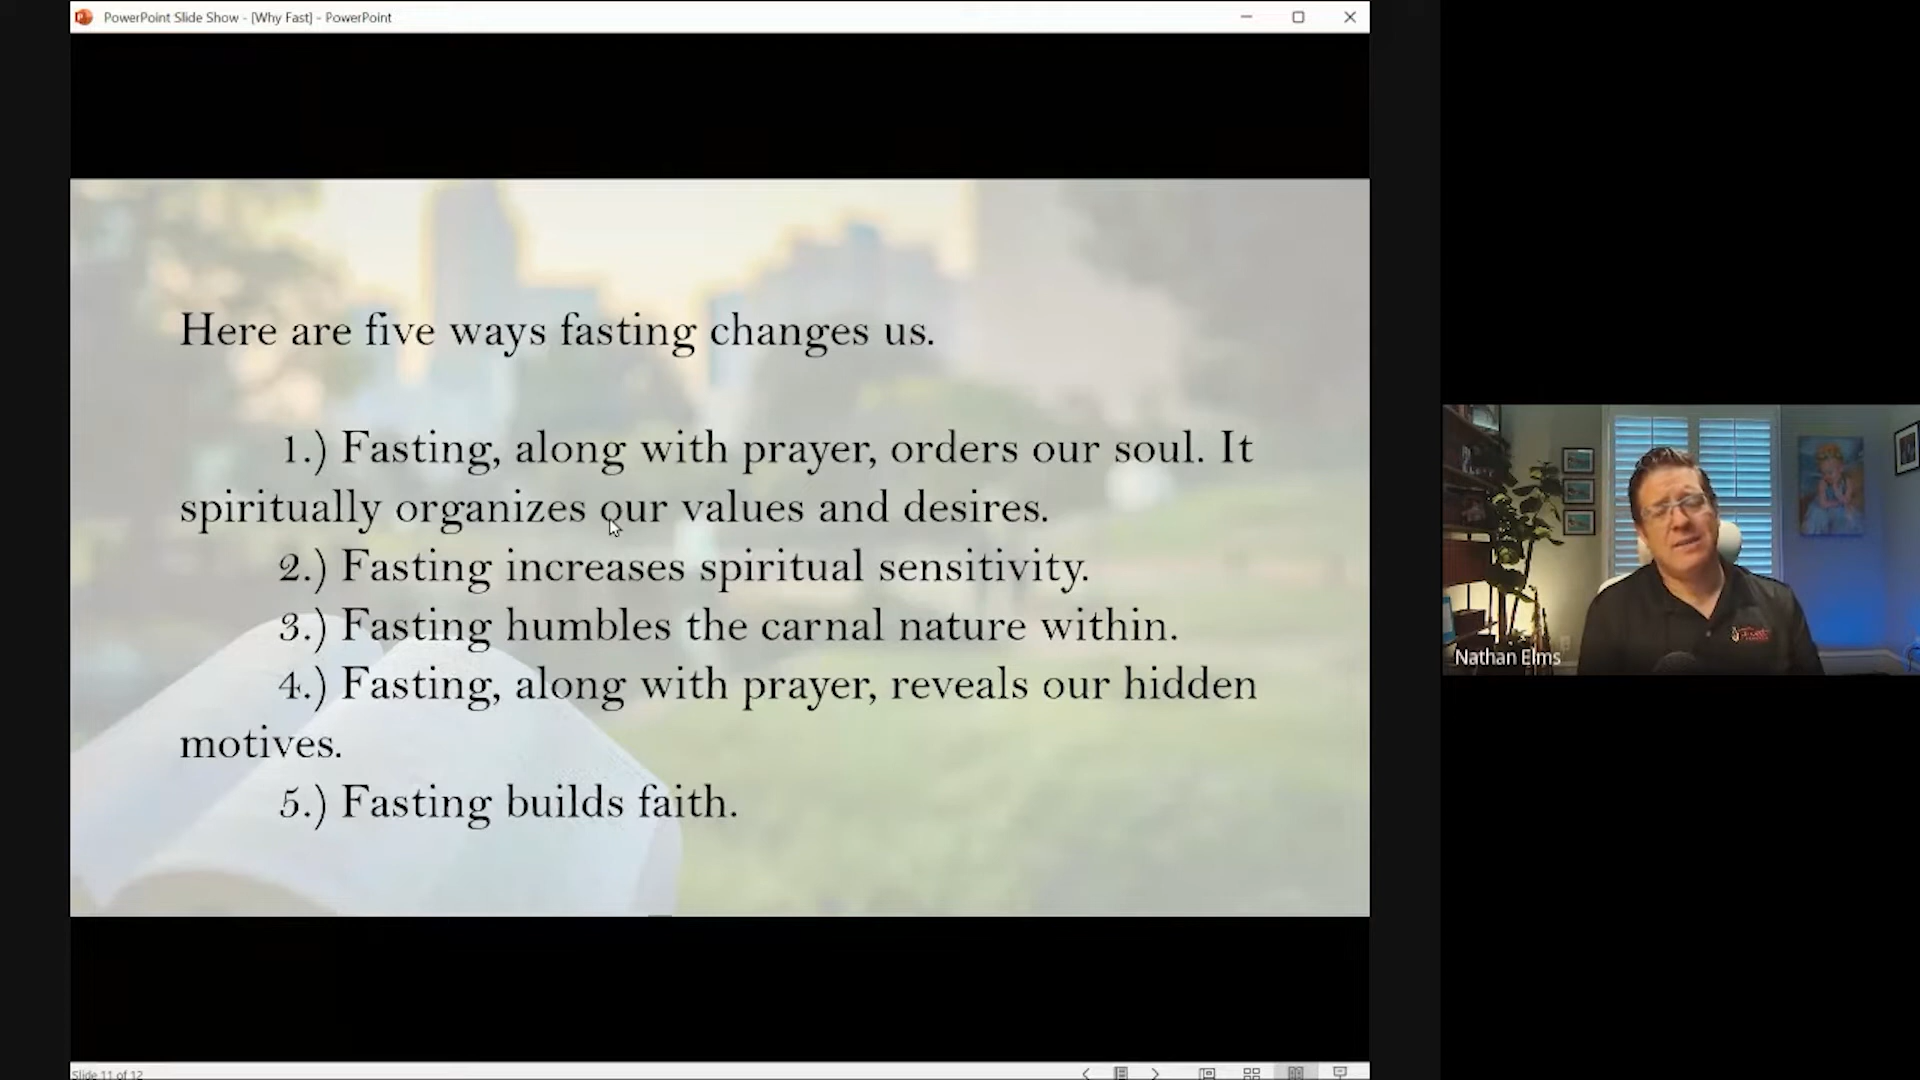 PowerPoint Slide Show - [Why Fast] - PowerPoint
Here are five ways fasting changes us.
1.) Fasting, along with prayer, orders our soul. It
spiritually organizes our values and desires.
2.) Fasting increases spiritual sensitivity.
3.) Fasting humbles the carnal nature within.
4.) Fasting, along with prayer, reveals our hidden
motives.
5.) Fasting builds faith.
Nathan Elms
Slide 11 of 12